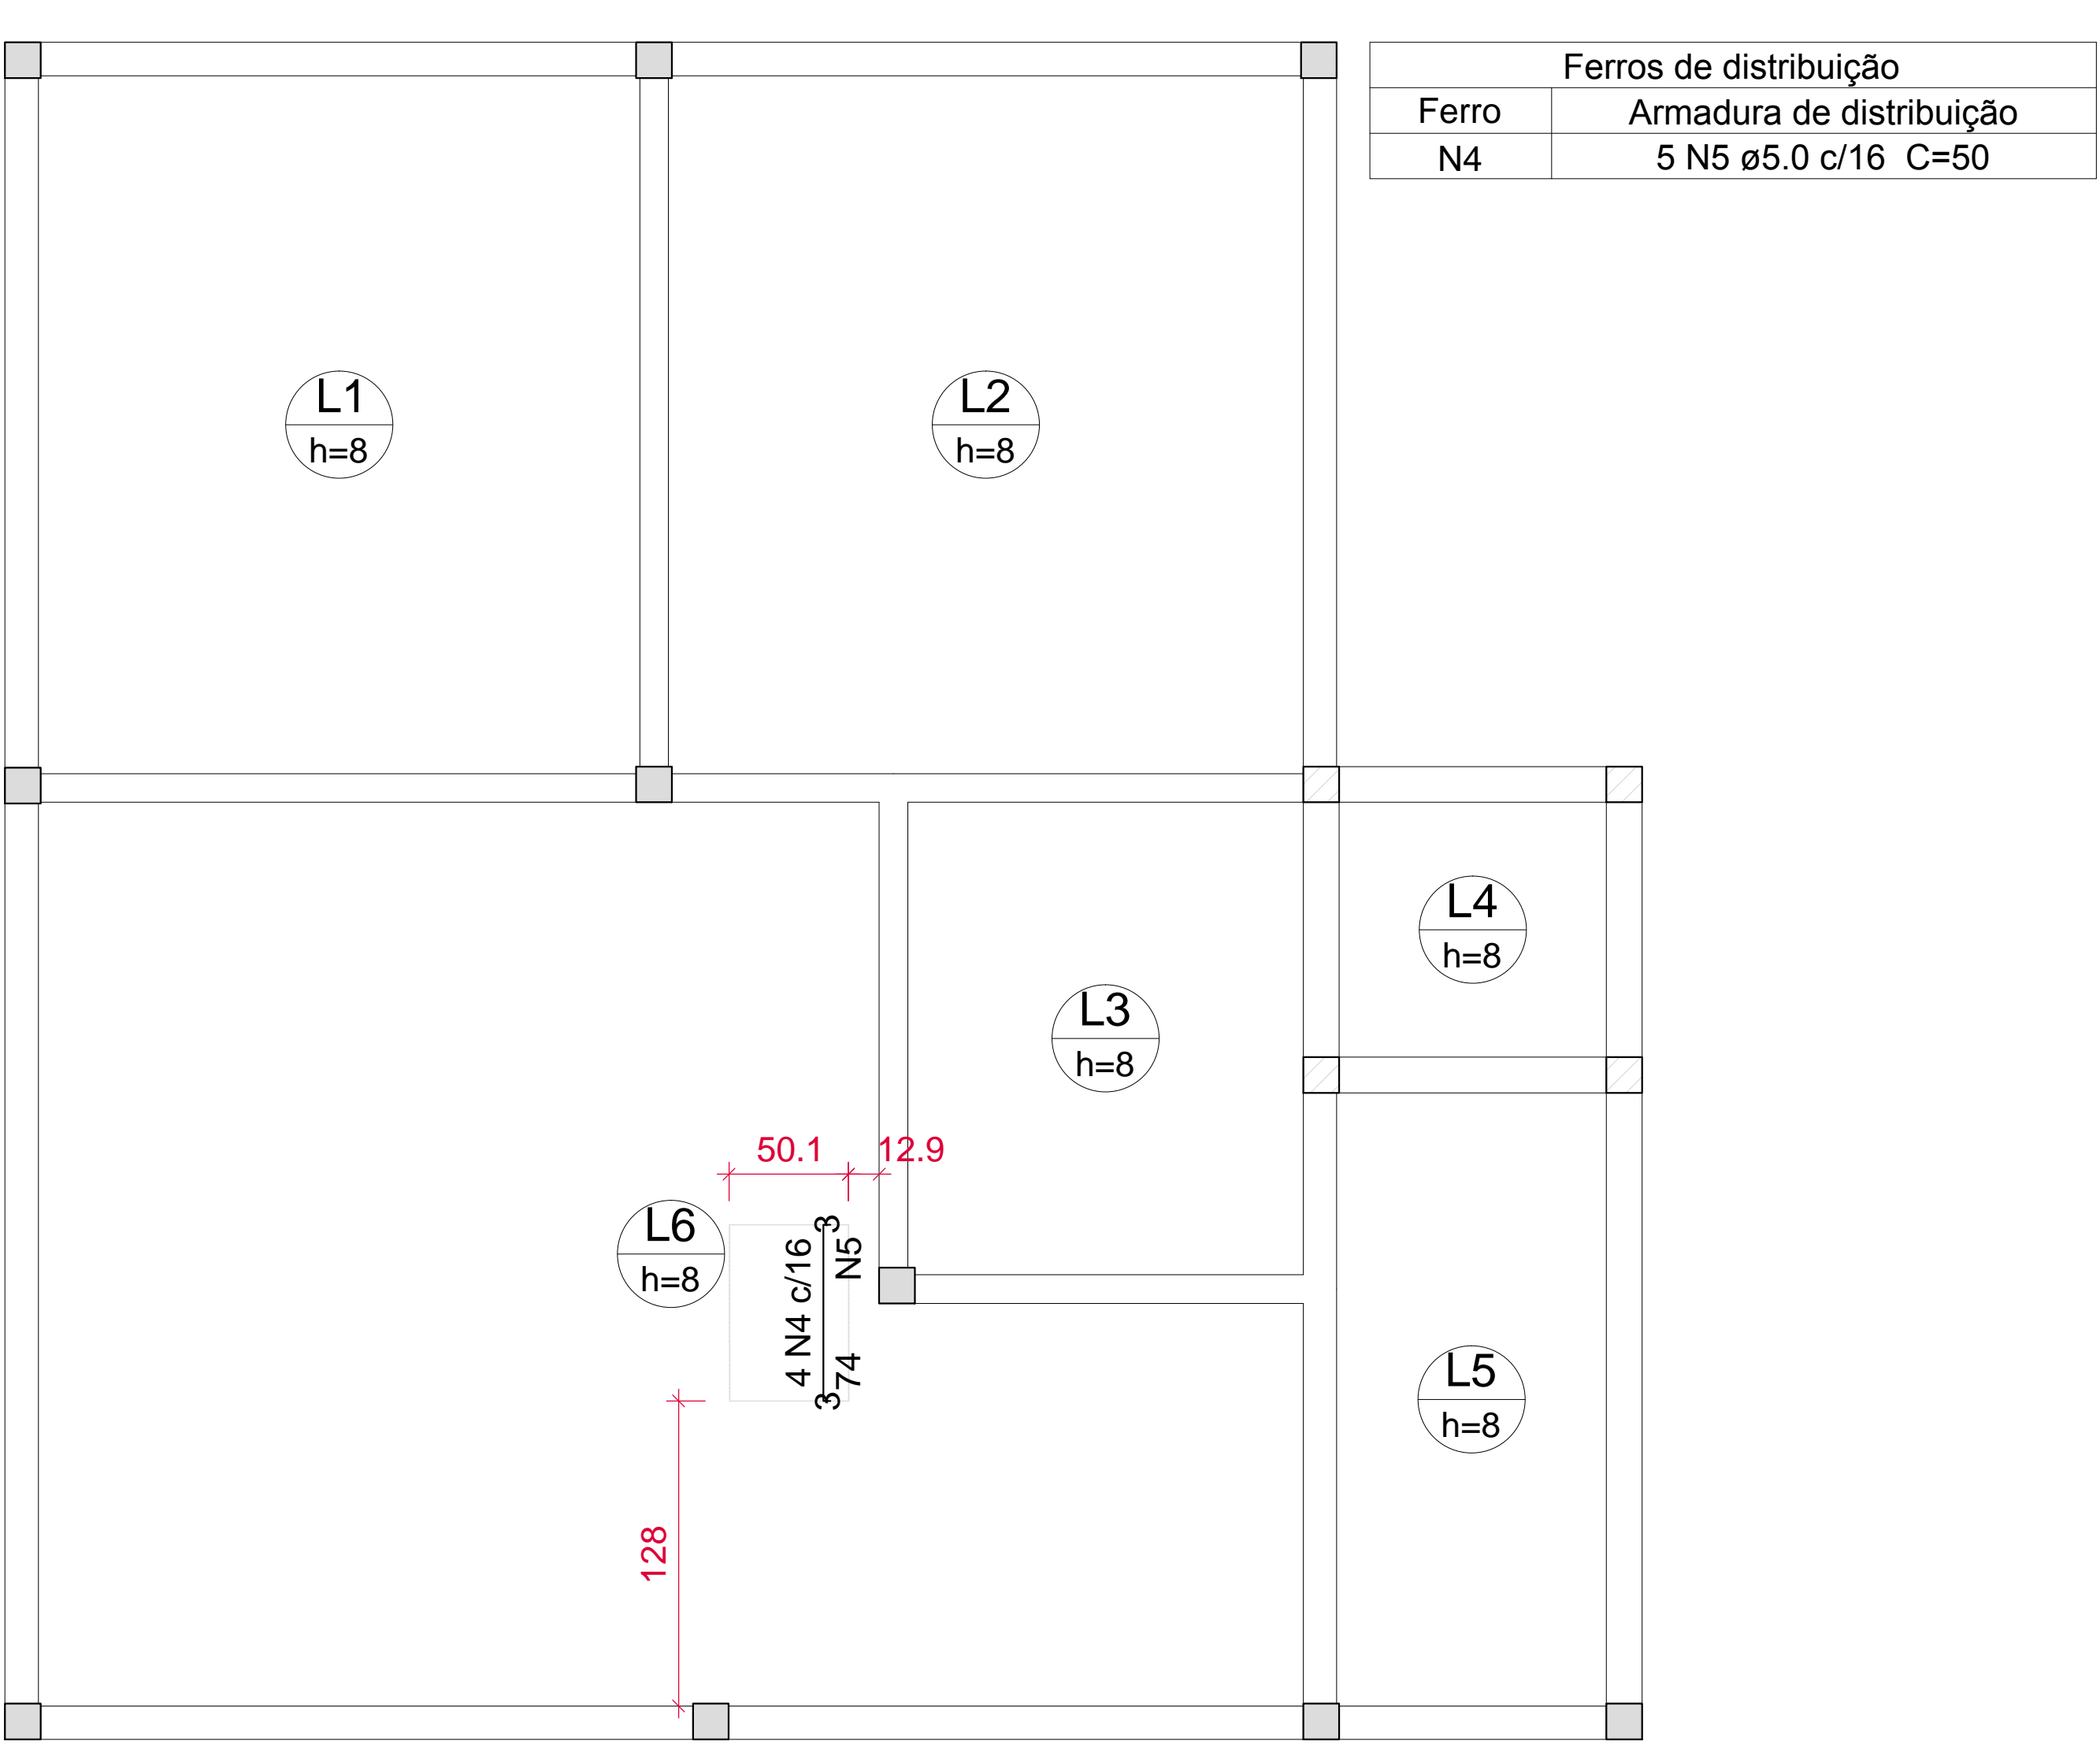 Ferros de distribuição
Ferro Armadura de distribuição
N4 5 N5 ø5.0 c/16 C=50
L1
h=8
L2
h=8
L4
h=8
L3
h=8
50.1
12.9
L6
h=8
4 N4 c/16
3
74
N5
3
L5
h=8
128